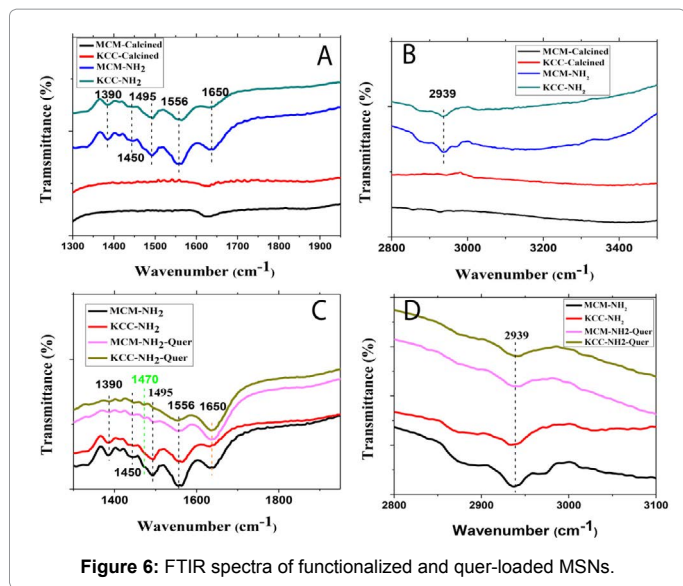 MCM-Calcined
KCC-Calcined
MCM-NH2
KCC-NH2
A
1390 1495 1556 1650
1450
Tramsmittance (%)
1300 1400 1500 1600 1700 1800 1900
Wavenumber (cm-1)
MCM-Calcined
KCC-Calcined
MCM-NH2
KCC-NH2
B
2939
Tramsmittance (%)
2800 3000 3200 3400
Wavenumber (cm-1)
MCM-NH2
KCC-NH2
MCM-NH2-Quer
KCC-NH2-Quer
C
1470
1390 1495 1556 1650
1450
Transmittance (%)
1400 1600 1800
Wavenumber (cm-1)
D
MCM-NH2
KCC-NH2
MCM-NH2-Quer
KCC-NH2-Quer
2939
Transmittance (%)
2800 2900 3000 3100
Wavenumber (cm-1)
Figure 6: FTIR spectra of functionalized and quer-loaded MSNs.